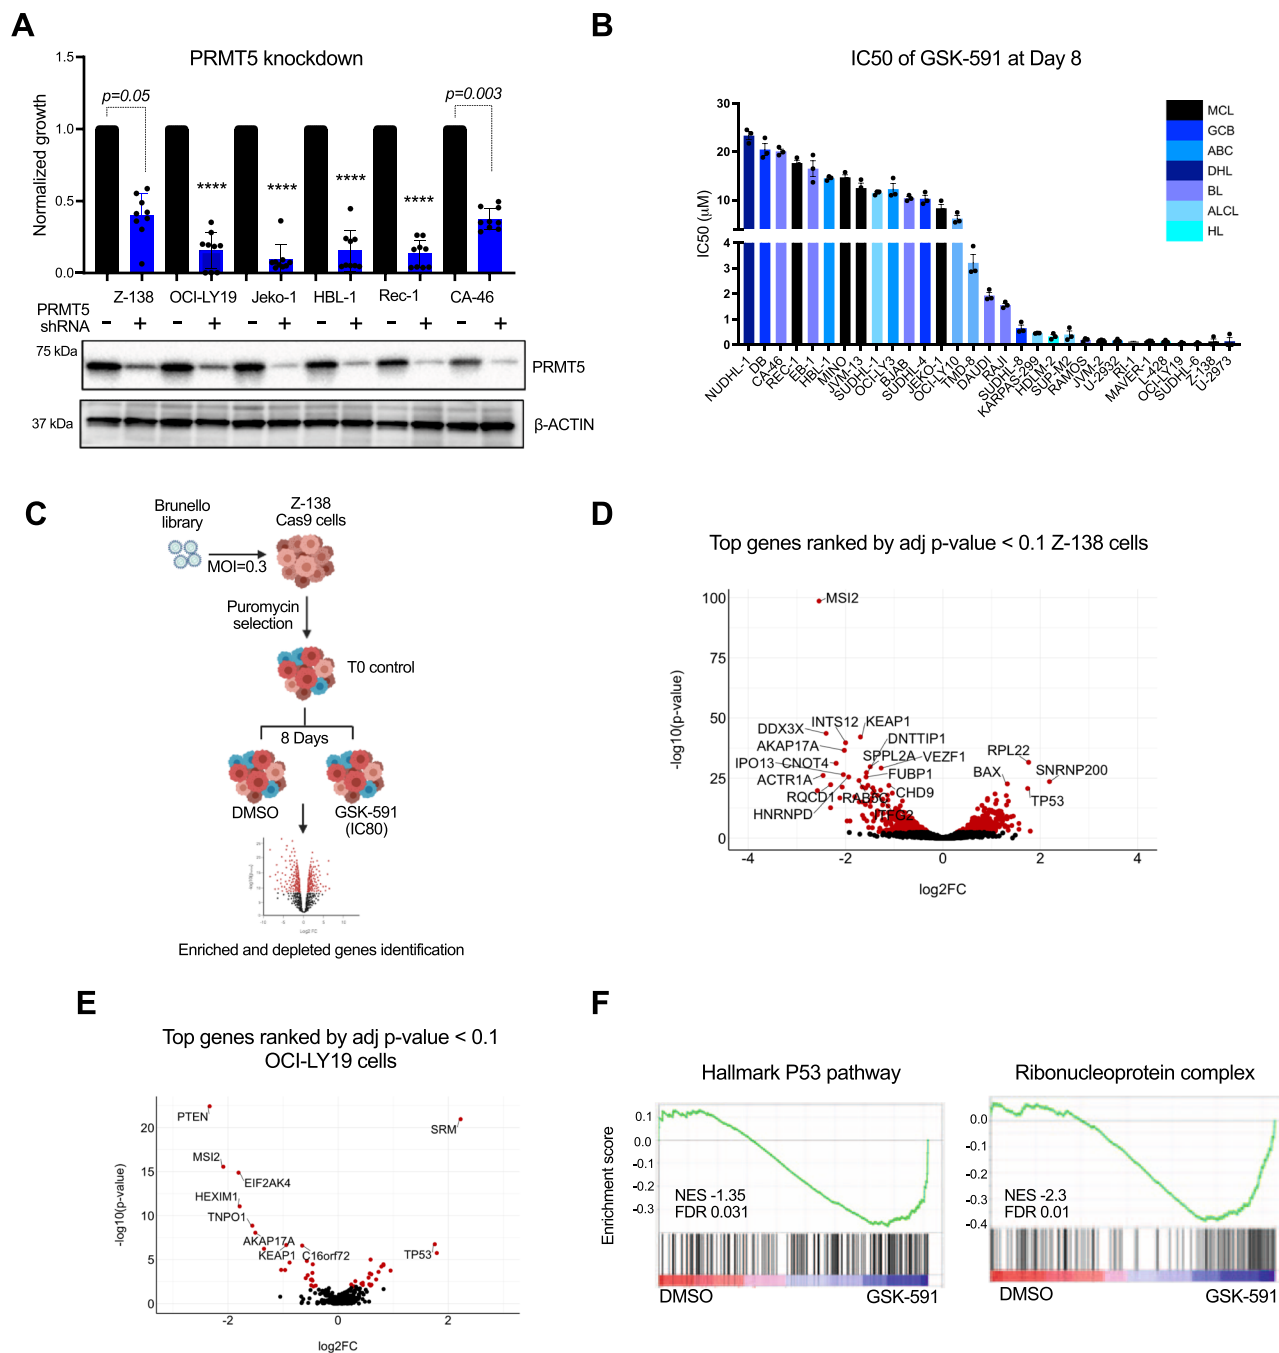 A
PRMT5 knockdown
Normalized growth
1.5
1.0
0.5
0.0
p=0.05
****
****
****
****
p=0.003
Z-138
OCI-LY19
Jeko-1
HBL-1
Rec-1
CA-46
PRMT5
shRNA
− + − + − + − + − + − +
75 kDa
PRMT5
37 kDa
β-ACTIN
B
IC50 of GSK-591 at Day 8
IC50 (μM)
30
20
10
4
3
2
1
0
NUDHL-1
DB
CA-46
REC-1
EB-1
HBL-1
MINO
JVM-13
SUDHL-1
OCI-LY3
BJAB
SUDHL-4
JEKO-1
OCI-LY10
TMD-8
DAUDI
RAJI
SUDHL-8
KARPAS-299
HDLM-2
SUP-M2
RAMOS
JVM-2
U-2932
RL-1
MAVER-1
L-428
OCI-LY19
SUDHL-6
Z-138
U-2973
MCL
GCB
ABC
DHL
BL
ALCL
HL
C
Brunello
library
Z-138
Cas9 cells
MOI=0.3
Puromycin
selection
T0 control
8 Days
DMSO
GSK-591
(IC80)
Log2 FC
Enriched and depleted genes identification
D
Top genes ranked by adj p-value < 0.1 Z-138 cells
-log10(p-value)
100
75
50
25
0
MSI2
INTS12
KEAP1
DDX3X
DNTTIP1
AKAP17A
SPPL2A
VEZF1
IPO13
CNOT4
FUBP1
ACTR1A
CHD9
RQCD1
RAB5C
HNRNPD
ITFG2
RPL22
BAX
SNRNP200
TP53
-4
-2
0
2
4
log2FC
E
Top genes ranked by adj p-value < 0.1
OCI-LY19 cells
-log10(p-value)
20
15
10
5
0
PTEN
SRM
MSI2
EIF2AK4
HEXIM1
TNPO1
AKAP17A
KEAP1
C16orf72
TP53
-2
0
2
log2FC
F
Hallmark P53 pathway
Enrichment score
0.1
0.0
-0.1
-0.2
-0.3
NES -1.35
FDR 0.031
DMSO
GSK-591
Ribonucleoprotein complex
0.0
-0.1
-0.2
-0.3
-0.4
NES -2.3
FDR 0.01
DMSO
GSK-591